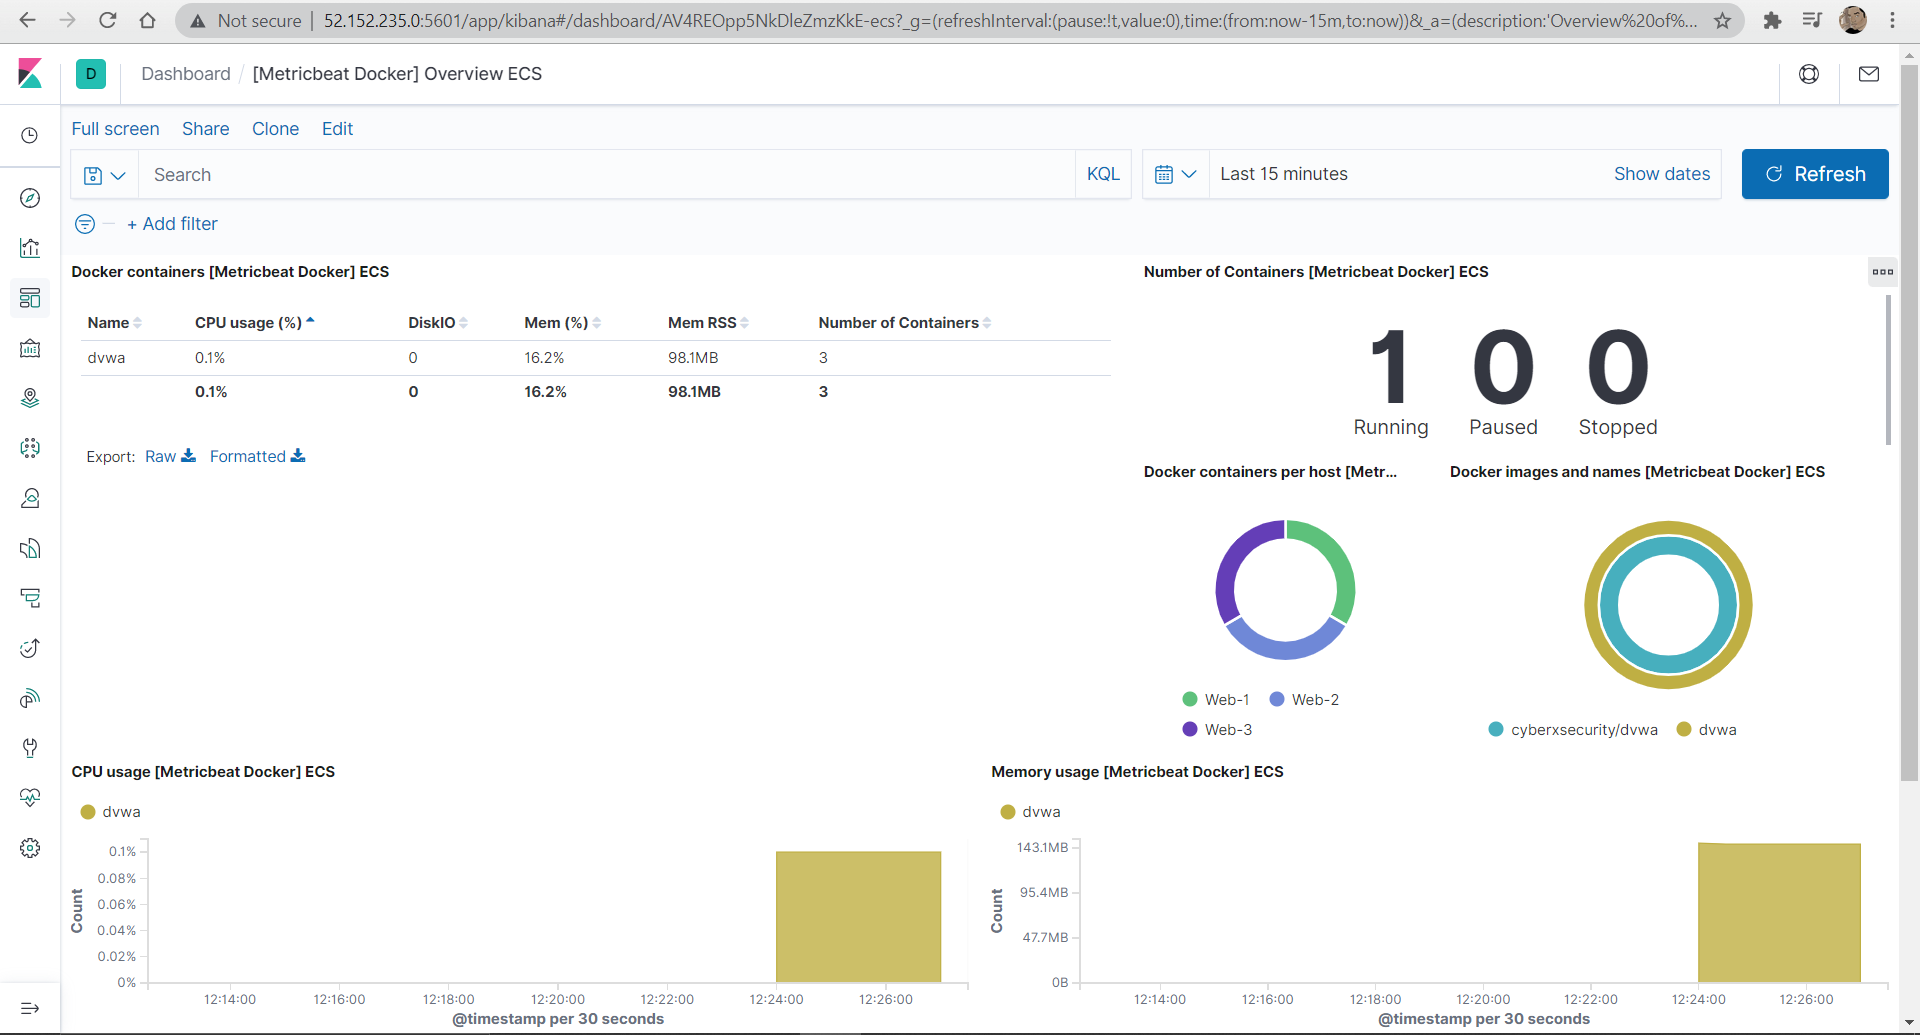 Not secure | 52.152.235.0:5601/app/kibana#/dashboard/AV4REOpp5NkDleZmzKkE-ecs?_g=(refreshInterval:(pause:!t,value:0),time:(from:now-15m,to:now))&_a=(description:'Overview%20of%...
D Dashboard / [Metricbeat Docker] Overview ECS
Full screen Share Clone Edit
Search KQL Last 15 minutes Show dates Refresh
+ Add filter
Docker containers [Metricbeat Docker] ECS
Name CPU usage (%) DiskIO Mem (%) Mem RSS Number of Containers
dvwa 0.1% 0 16.2% 98.1MB 3
0.1% 0 16.2% 98.1MB 3
Export: Raw Formatted
Number of Containers [Metricbeat Docker] ECS
1 0 0
Running Paused Stopped
Docker containers per host [Metr...
Web-1 Web-2
Web-3
Docker images and names [Metricbeat Docker] ECS
cyberxsecurity/dvwa dvwa
CPU usage [Metricbeat Docker] ECS
dvwa
0.1%
0.08%
0.06%
0.04%
0.02%
0%
Count
12:14:00 12:16:00 12:18:00 12:20:00 12:22:00 12:24:00 12:26:00
@timestamp per 30 seconds
Memory usage [Metricbeat Docker] ECS
dvwa
143.1MB
95.4MB
47.7MB
0B
Count
12:14:00 12:16:00 12:18:00 12:20:00 12:22:00 12:24:00 12:26:00
@timestamp per 30 seconds